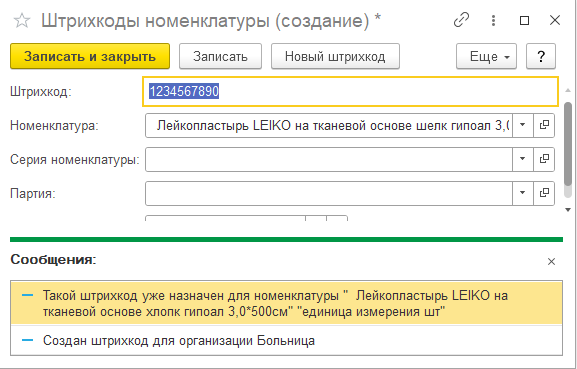 Штрихкоды номенклатуры (создание) *
Записать и закрыть Записать Новый штрихкод Еще ?
Штрихкод: 1234567890
Номенклатура: Лейкопластырь LEIKO на тканевой основе шелк гипоал 3,0
Серия номенклатуры:
Партия:
Сообщения:
Такой штрихкод уже назначен для номенклатуры " Лейкопластырь LEIKO на
тканевой основе хлопк гипоал 3,0*500см" "единица измерения шт"
Создан штрихкод для организации Больница